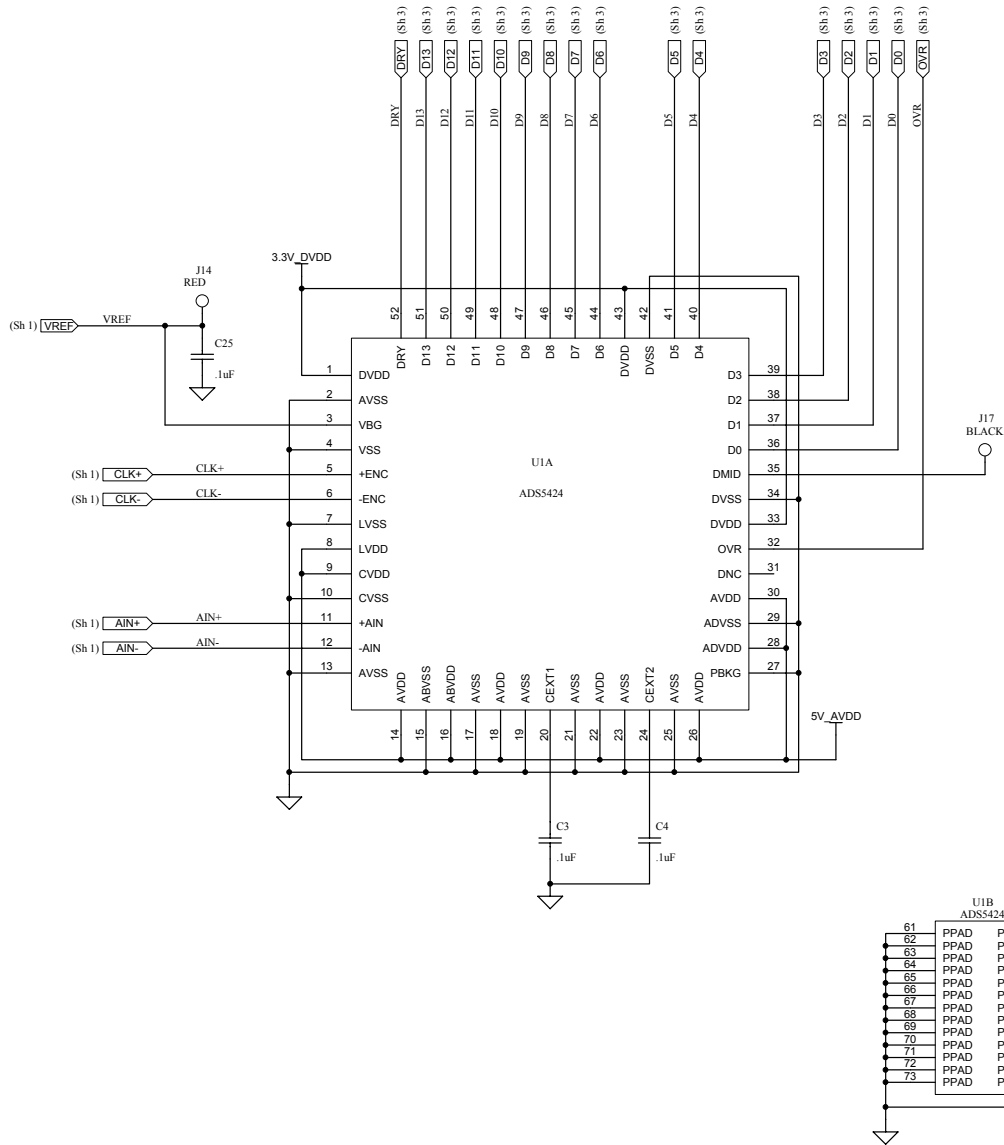 (Sh 3) (Sh 3) (Sh 3) (Sh 3) (Sh 3) (Sh 3) (Sh 3) (Sh 3) (Sh 3) (Sh 3) (Sh 3) (Sh 3) (Sh 3) (Sh 3) (Sh 3) (Sh 3)
DRY D13 D12 D11 D10 D9 D8 D7 D6 D5 D4 D3 D2 D1 D0 OVR
DRY D13 D12 D11 D10 D9 D8 D7 D6 D5 D4 D3 D2 D1 D0 OVR
3.3V_DVDD
J14
RED
(Sh 1) VREF VREF
C25
.1uF
52 51 50 49 48 47 46 45 44 43 42 41 40
DRY D13 D12 D11 D10 D9 D8 D7 D6 DVDD DVSS D5 D4
1 DVDD D3 39
2 AVSS D2 38
3 VBG D1 37
J17
BLACK
4 VSS D0 36
U1A
ADS5424
(Sh 1) CLK+ CLK+ 5 +ENC DMID 35
(Sh 1) CLK- CLK- 6 -ENC DVSS 34
7 LVSS DVDD 33
8 LVDD OVR 32
9 CVDD DNC 31
10 CVSS AVDD 30
(Sh 1) AIN+ AIN+ 11 +AIN ADVSS 29
(Sh 1) AIN- AIN- 12 -AIN ADVDD 28
13 AVSS PBKG 27
AVDD ABVSS ABVDD AVSS AVDD AVSS CEXT1 AVSS AVDD AVSS CEXT2 AVSS AVDD
14 15 16 17 18 19 20 21 22 23 24 25 26
5V_AVDD
C3
.1uF
C4
.1uF
U1B
ADS5424
61 PPAD P
62 PPAD P
63 PPAD P
64 PPAD P
65 PPAD P
66 PPAD P
67 PPAD P
68 PPAD P
69 PPAD P
70 PPAD P
71 PPAD P
72 PPAD P
73 PPAD P